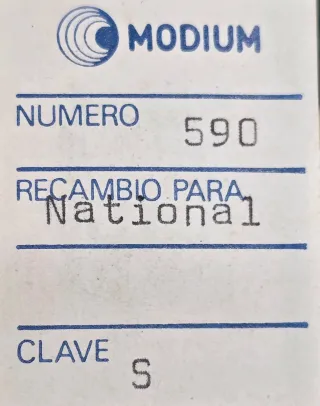 MODIUM
NUMERO
590
RECAMBIO PARA
National
CLAVE
S